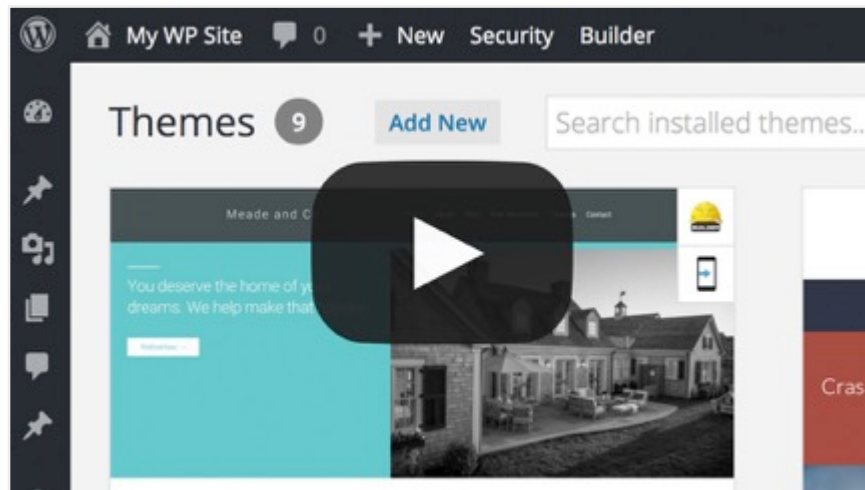 My WP Site 0 New Security Builder
Themes 9 Add New Search installed themes...
Meade and C
Contact
You deserve the home of your
dreams. We help make that
Cras